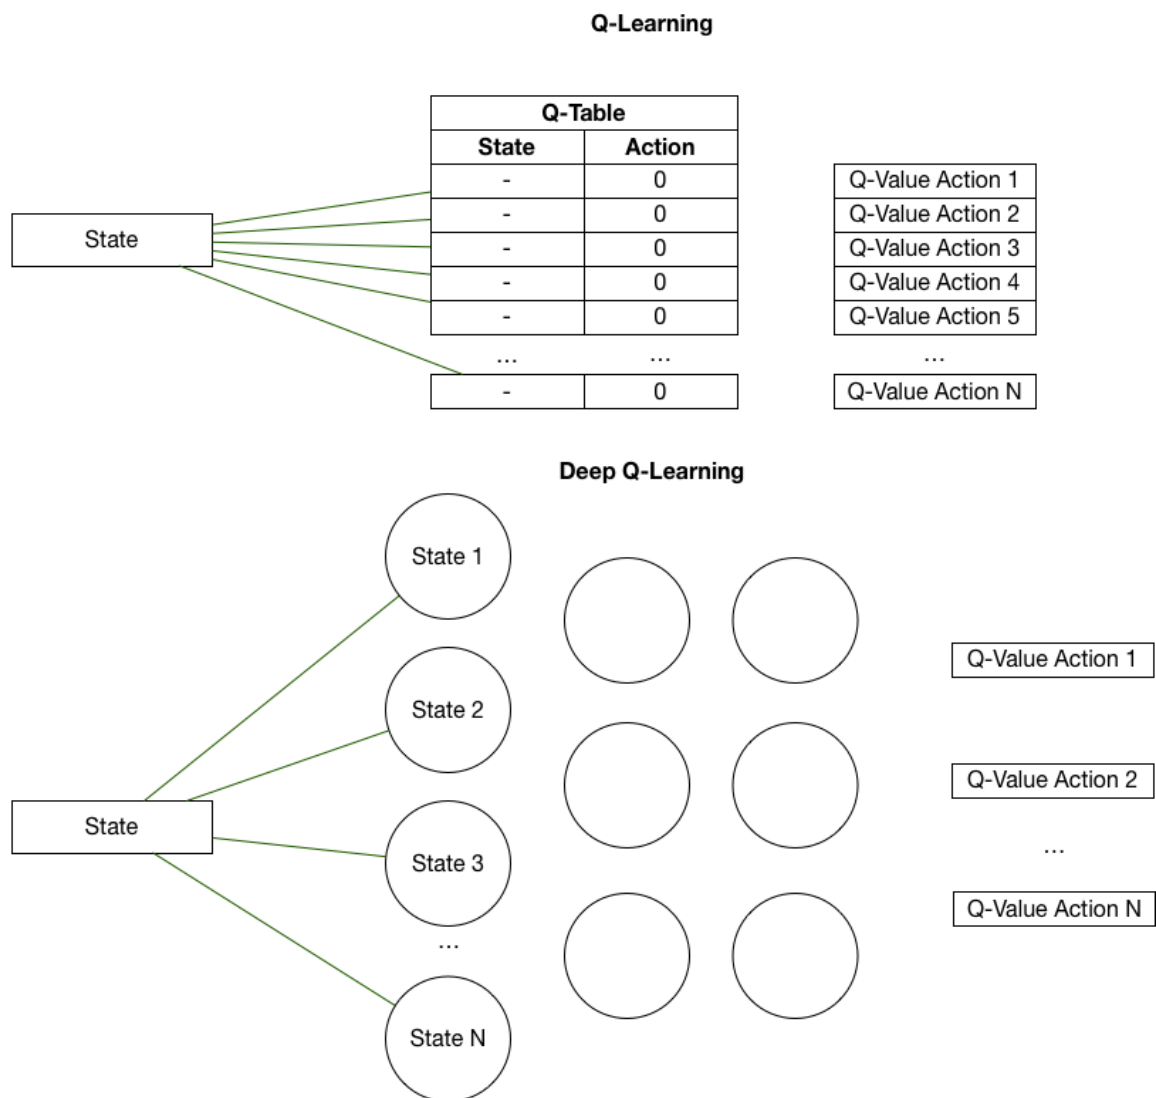 Q-Learning
Q-Table
State Action
- 0 Q-Value Action 1
- 0 Q-Value Action 2
State - 0 Q-Value Action 3
- 0 Q-Value Action 4
- 0 Q-Value Action 5
... ... ...
- 0 Q-Value Action N
Deep Q-Learning
State 1
Q-Value Action 1
State 2
Q-Value Action 2
State
...
State 3
Q-Value Action N
...
State N